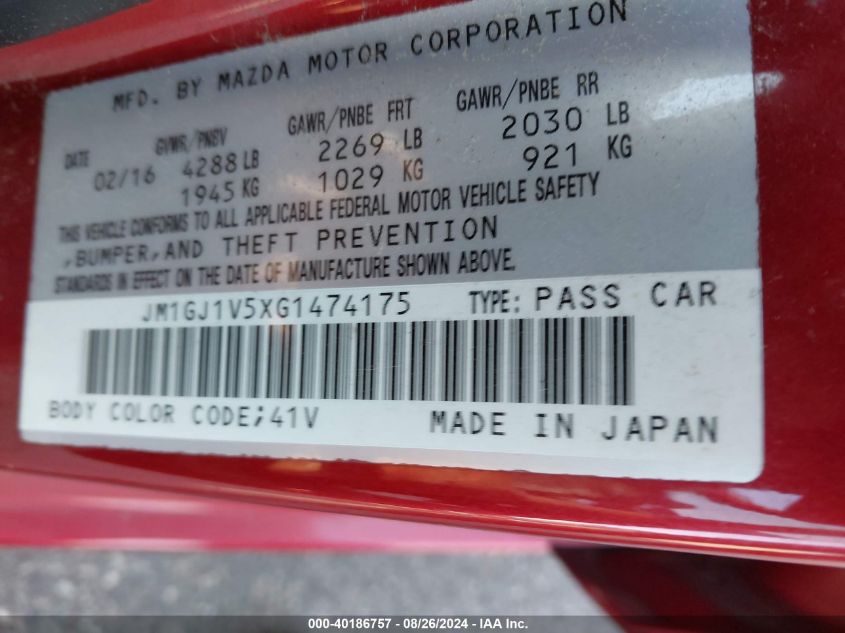 MFD. BY MAZDA MOTOR CORPORATION
DATE GVWR/PNBV GAWR/PNBE FRT GAWR/PNBE RR
02/16 4288 LB 2269 LB 2030 LB
1945 KG 1029 KG 921 KG
THIS VEHICLE CONFORMS TO ALL APPLICABLE FEDERAL MOTOR VEHICLE SAFETY
,BUMPER,AND THEFT PREVENTION
STANDARDS IN EFFECT ON THE DATE OF MANUFACTURE SHOWN ABOVE.
JM1GJ1V5XG1474175 TYPE: PASS CAR
BODY COLOR CODE;41V MADE IN JAPAN
000-40186757 - 08/26/2024 - IAA Inc.